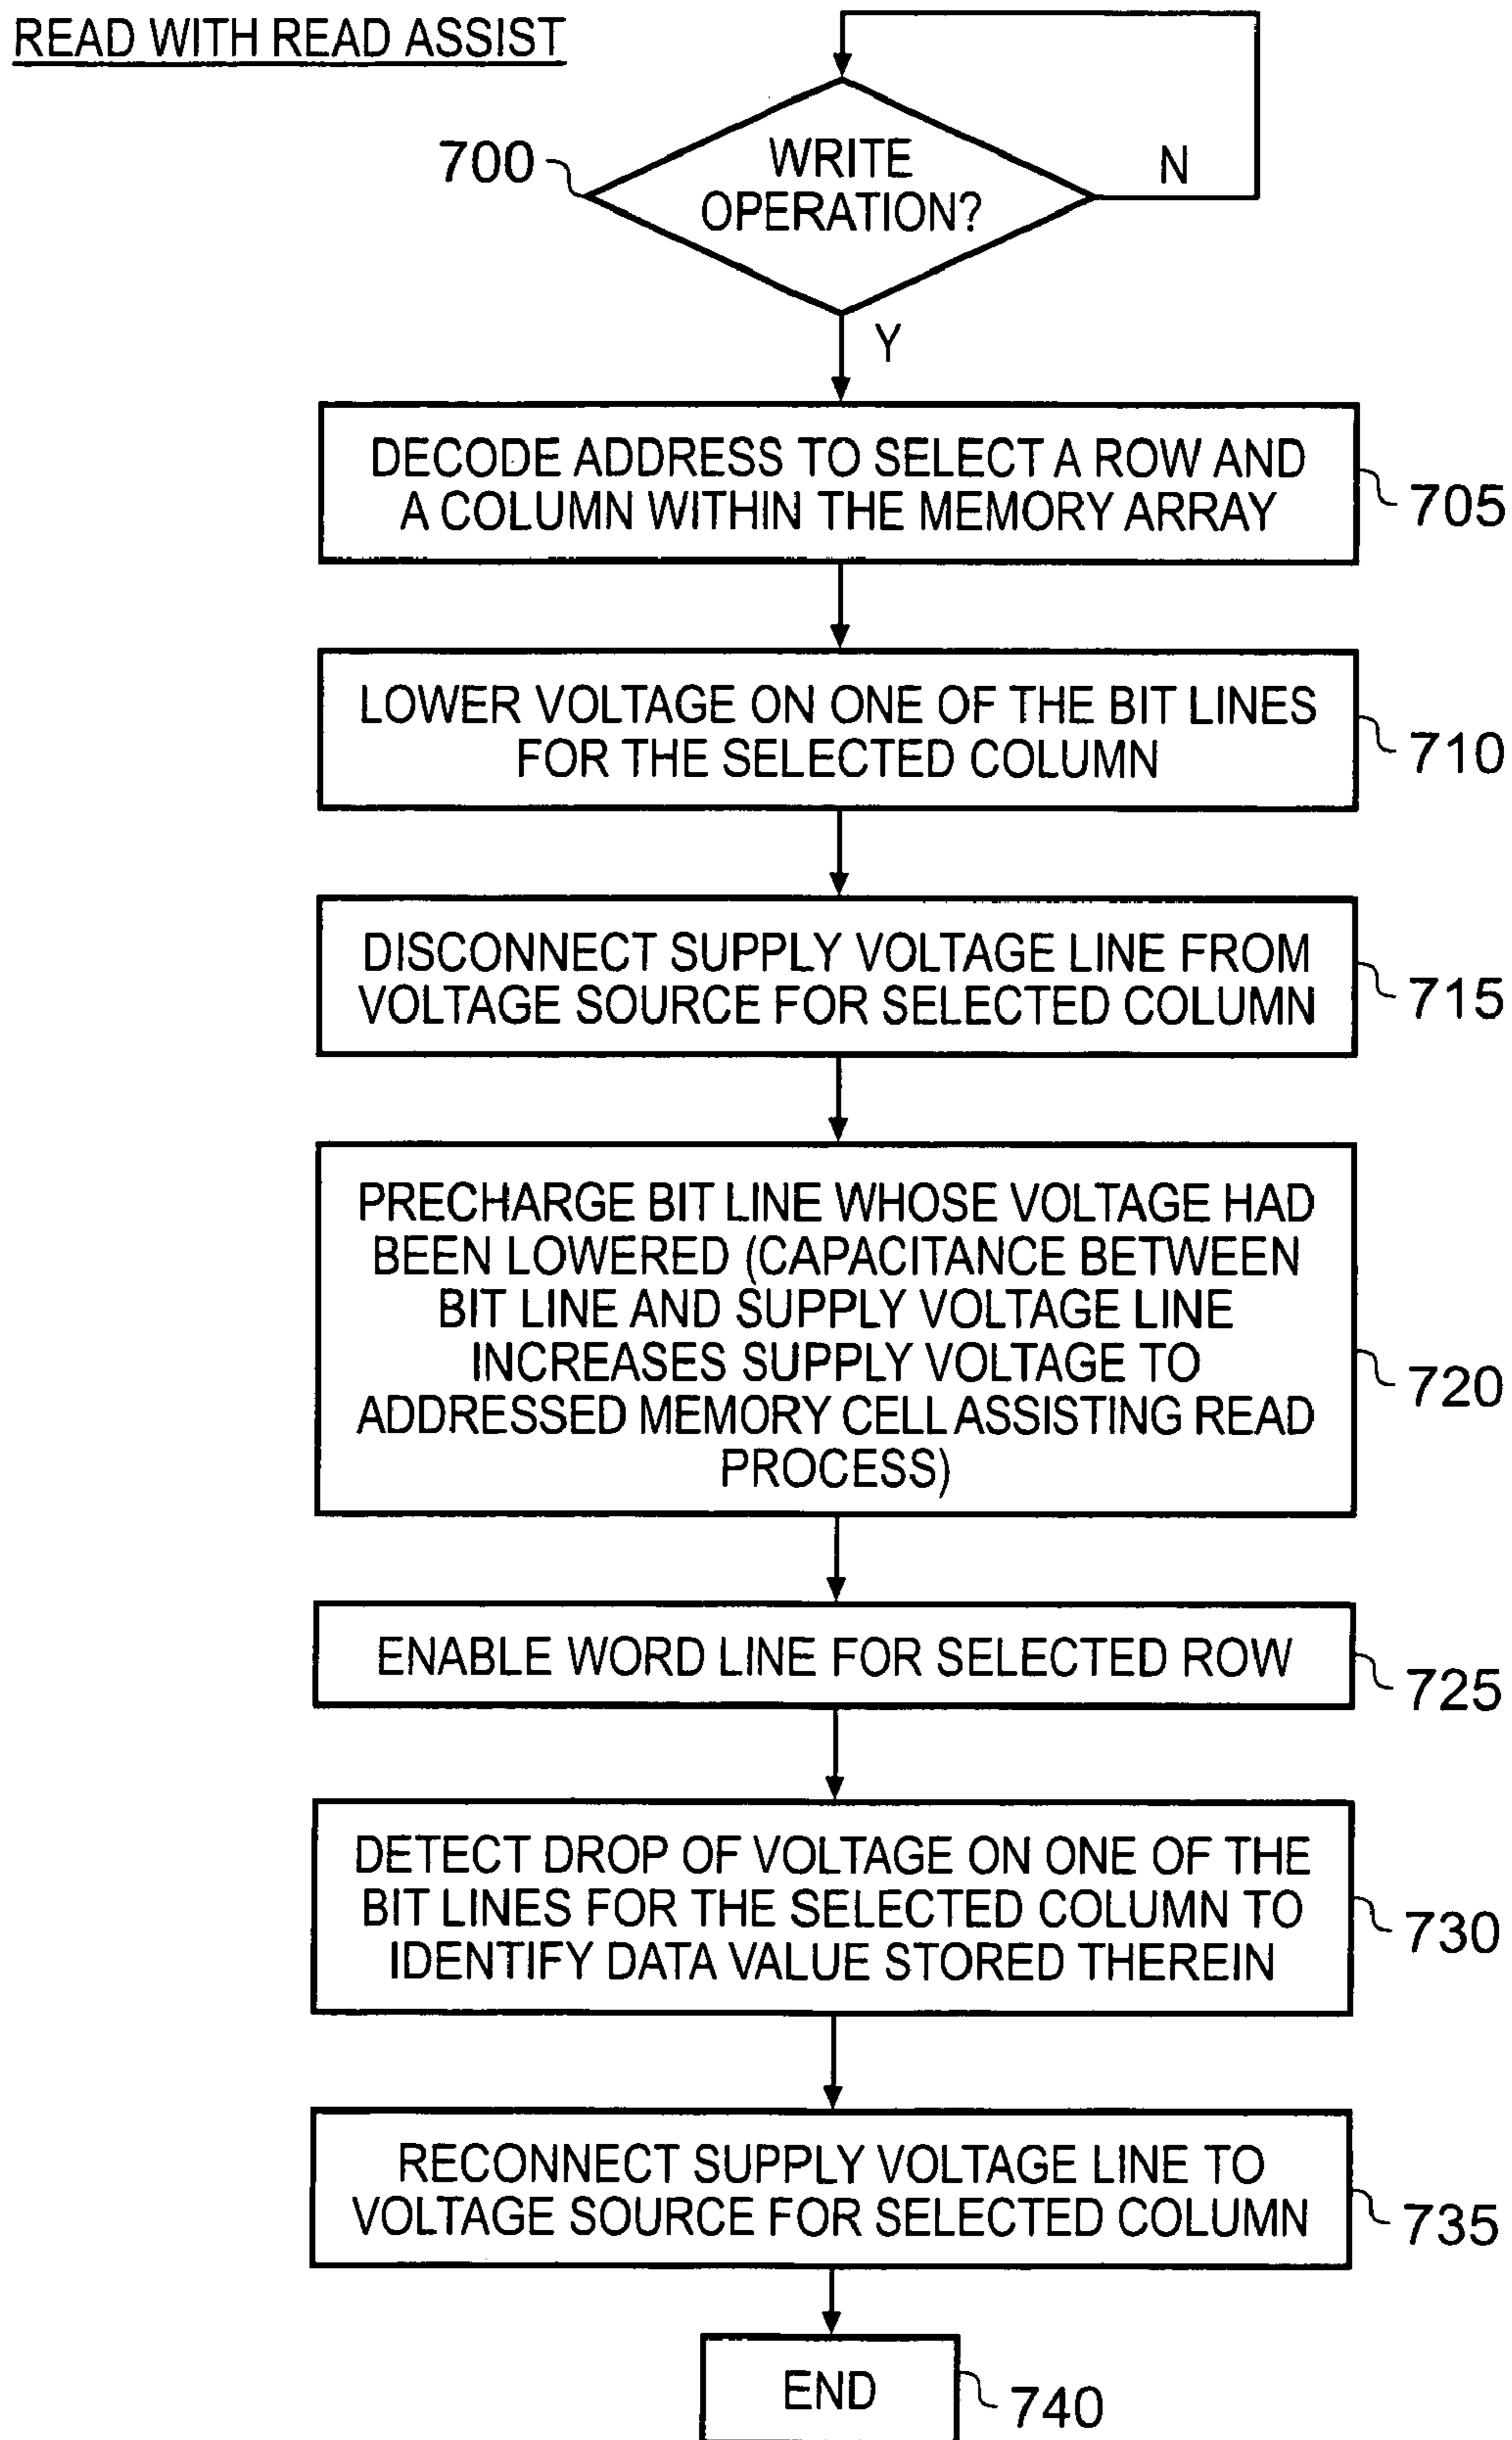 READ WITH READ ASSIST
700
WRITE
OPERATION?
N
Y
DECODE ADDRESS TO SELECT A ROW AND
A COLUMN WITHIN THE MEMORY ARRAY
705
LOWER VOLTAGE ON ONE OF THE BIT LINES
FOR THE SELECTED COLUMN
710
DISCONNECT SUPPLY VOLTAGE LINE FROM
VOLTAGE SOURCE FOR SELECTED COLUMN
715
PRECHARGE BIT LINE WHOSE VOLTAGE HAD
BEEN LOWERED (CAPACITANCE BETWEEN
BIT LINE AND SUPPLY VOLTAGE LINE
INCREASES SUPPLY VOLTAGE TO
ADDRESSED MEMORY CELL ASSISTING READ
PROCESS)
720
ENABLE WORD LINE FOR SELECTED ROW
725
DETECT DROP OF VOLTAGE ON ONE OF THE
BIT LINES FOR THE SELECTED COLUMN TO
IDENTIFY DATA VALUE STORED THEREIN
730
RECONNECT SUPPLY VOLTAGE LINE TO
VOLTAGE SOURCE FOR SELECTED COLUMN
735
END
740